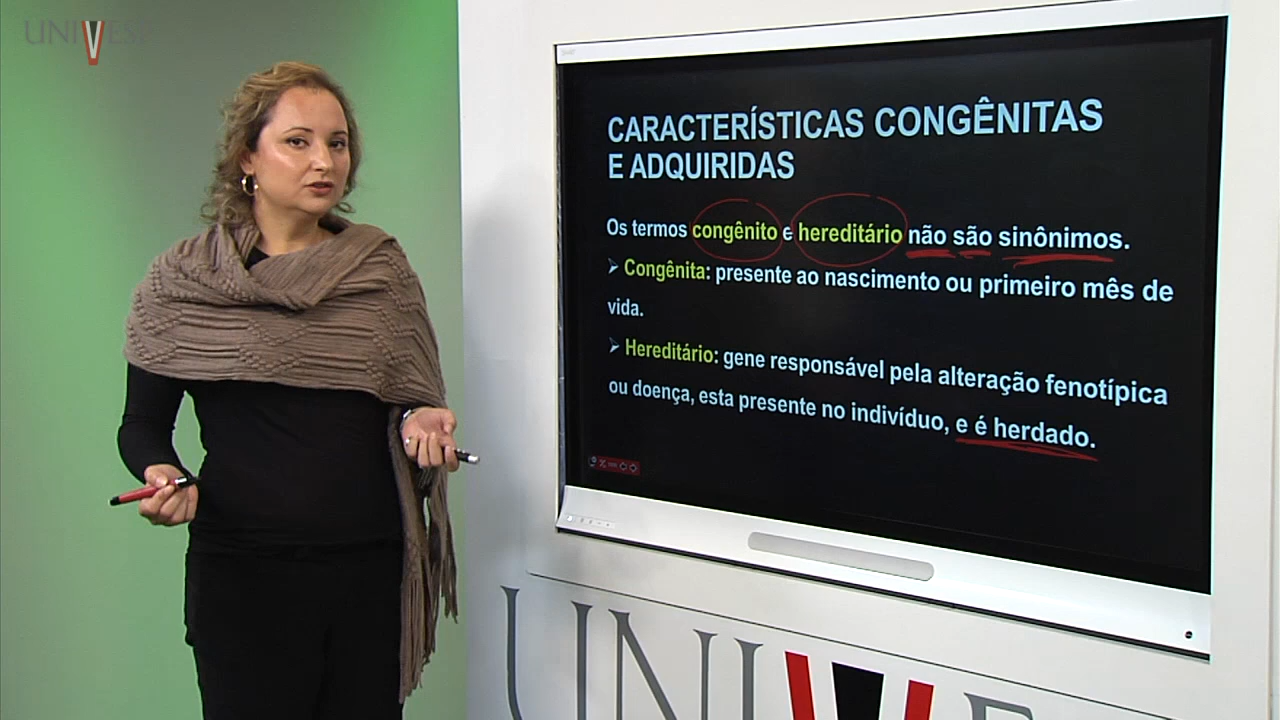 UNIVESP
CARACTERÍSTICAS CONGÊNITAS
E ADQUIRIDAS
Os termos congênito e hereditário não são sinônimos.
Congênita: presente ao nascimento ou primeiro mês de
vida.
Hereditário: gene responsável pela alteração fenotípica
ou doença, esta presente no indivíduo, e é herdado.
UNIVE